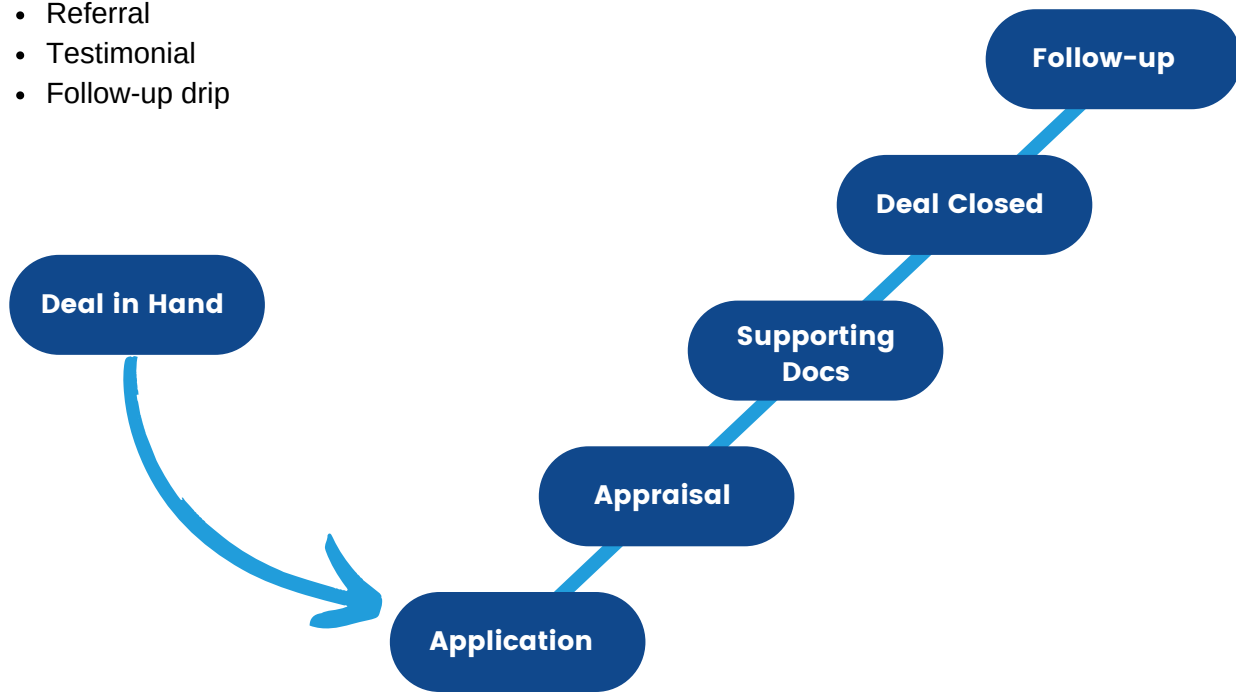 Referral
Testimonial
Follow-up drip
Follow-up
Deal Closed
Deal in Hand
Supporting
Docs
Appraisal
Application